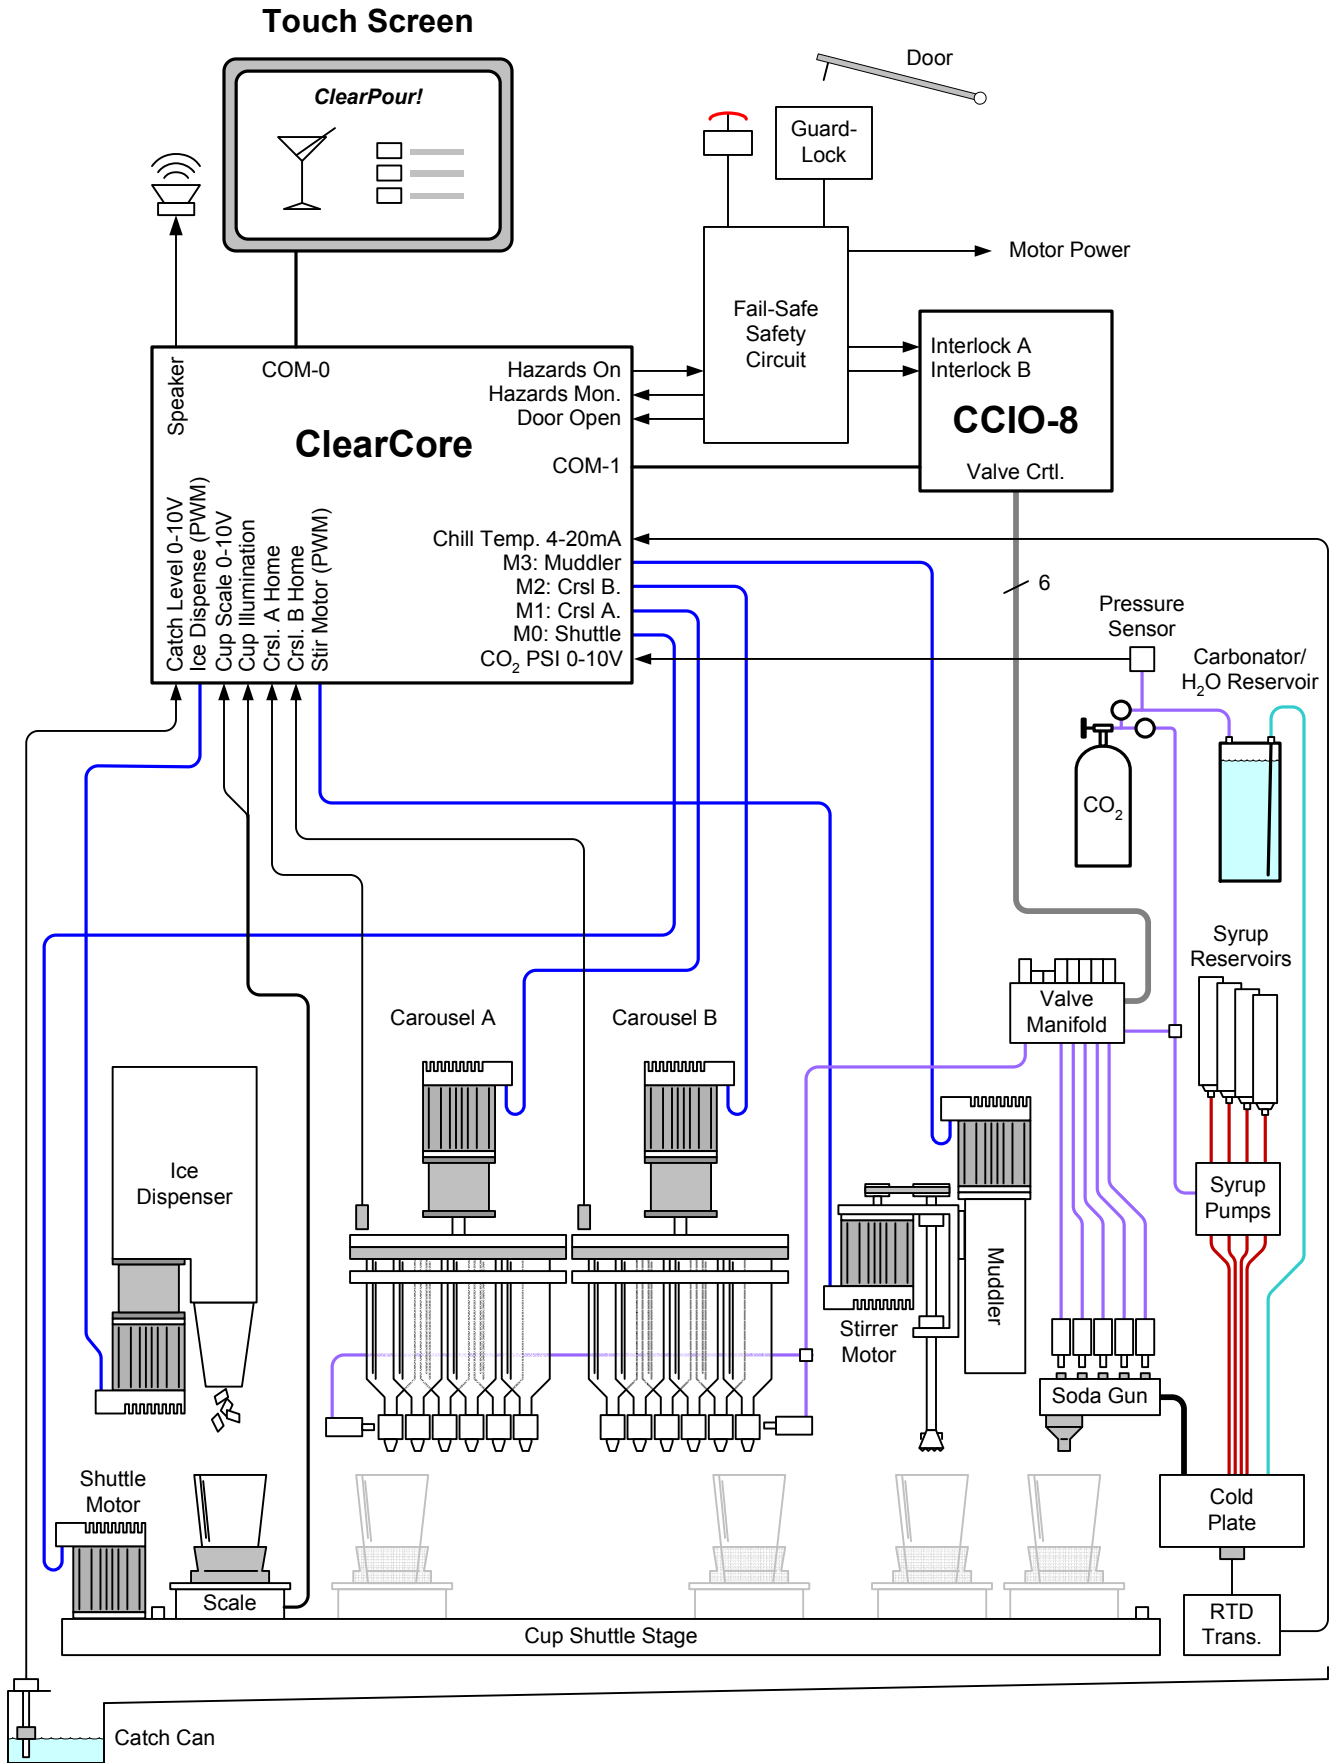 Touch Screen
ClearPour!
Door
Guard-
Lock
Motor Power
Fail-Safe
Safety
Circuit
Interlock A
Interlock B
CCIO-8
Valve Crtl.
Speaker
COM-0
Hazards On
Hazards Mon.
Door Open
ClearCore
COM-1
Catch Level 0-10V
Ice Dispense (PWM)
Cup Scale 0-10V
Cup Illumination
Crsl. A Home
Crsl. B Home
Stir Motor (PWM)
Chill Temp. 4-20mA
M3: Muddler
M2: Crsl B.
M1: Crsl A.
M0: Shuttle
CO2 PSI 0-10V
6
Pressure
Sensor
Carbonator/
H2O Reservoir
CO2
Syrup
Reservoirs
Valve
Manifold
Carousel A
Carousel B
Ice
Dispenser
Syrup
Pumps
Muddler
Stirrer
Motor
Soda Gun
Shuttle
Motor
Cold
Plate
Scale
RTD
Trans.
Cup Shuttle Stage
Catch Can